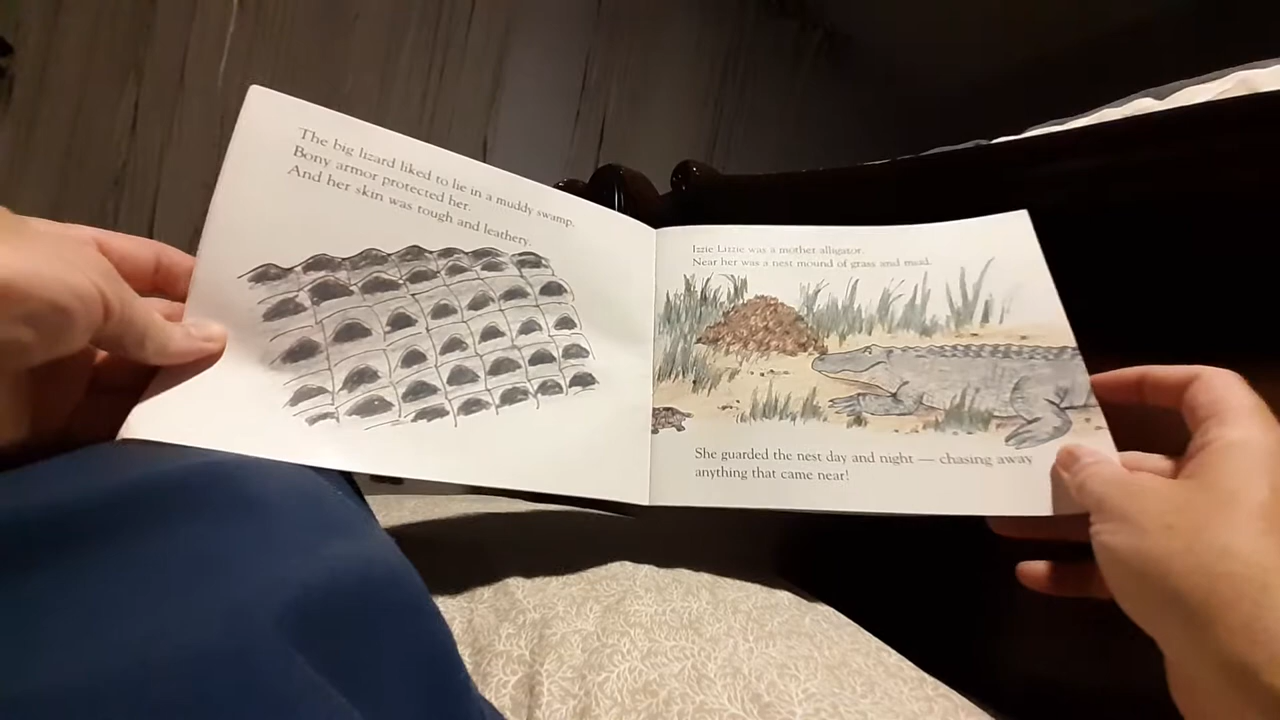 The big lizard liked to lie in a muddy swamp.
Bony armor protected her.
And her skin was tough and leathery.
Izzie Lizzie was a mother alligator.
Near her was a nest mound of grass and mud.
She guarded the nest day and night — chasing away
anything that came near!